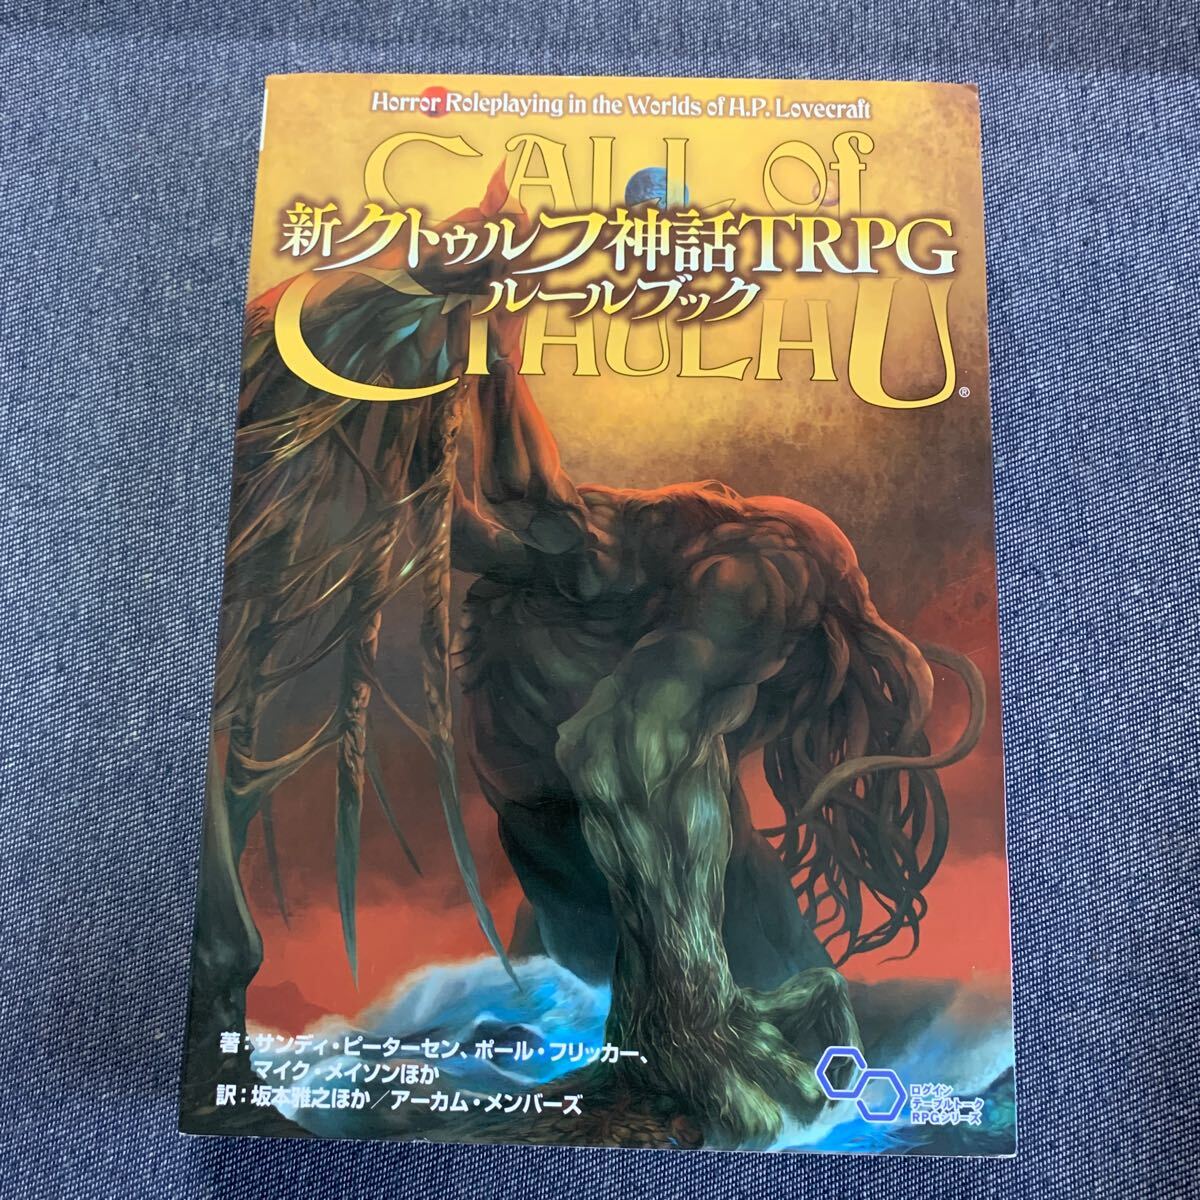 Horror Roleplaying in the Worlds of H.P. Lovecraft
CALL of
新クトゥルフ神話TRPG
ルールブック
CTHULHU®
著：サンディ・ピーターセン、ポール・フリッカー、
マイク・メイソンほか
訳：坂本雅之ほか／アーカム・メンバーズ
ログイン
テーブルトーク
RPGシリーズ